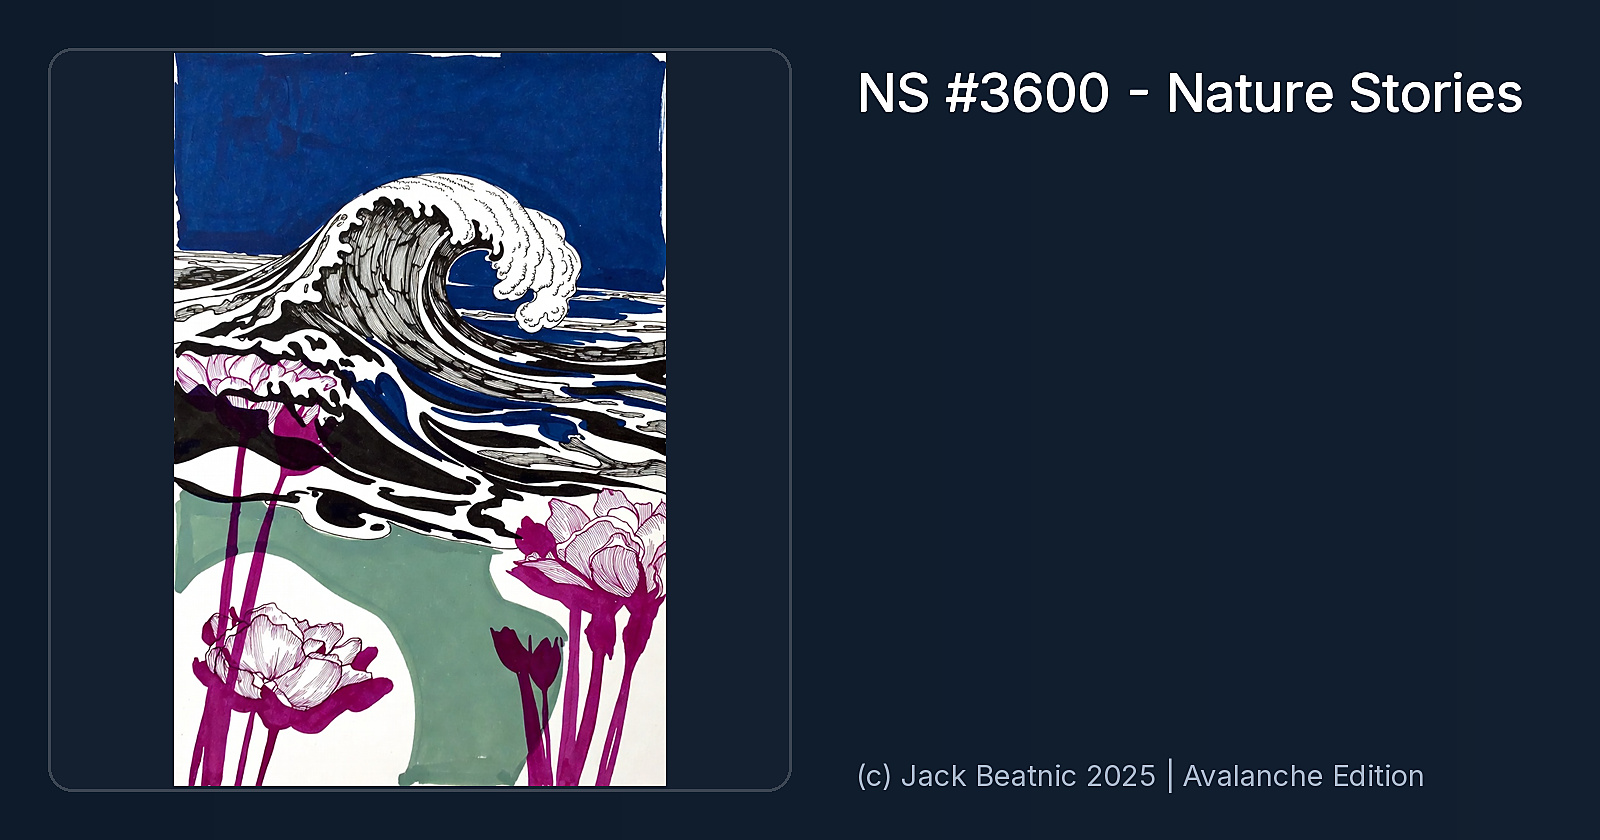 NS #3600 - Nature Stories
(c) Jack Beatnic 2025 | Avalanche Edition